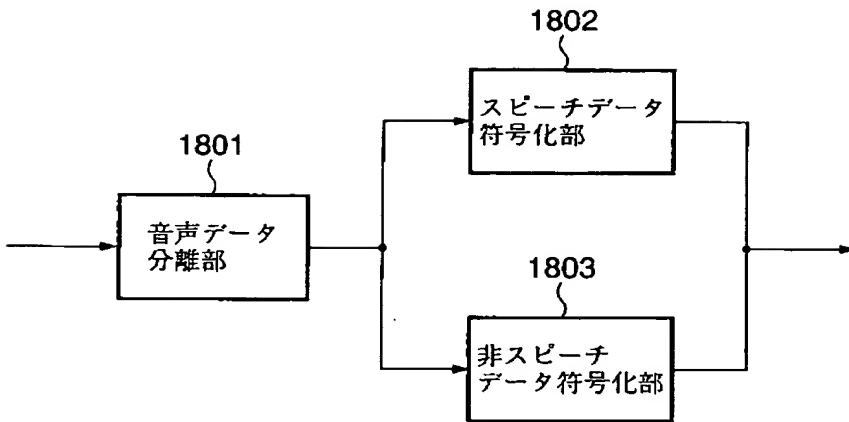 1802
スピーチデータ
符号化部
1801
音声データ
分離部
1803
非スピーチ
データ符号化部